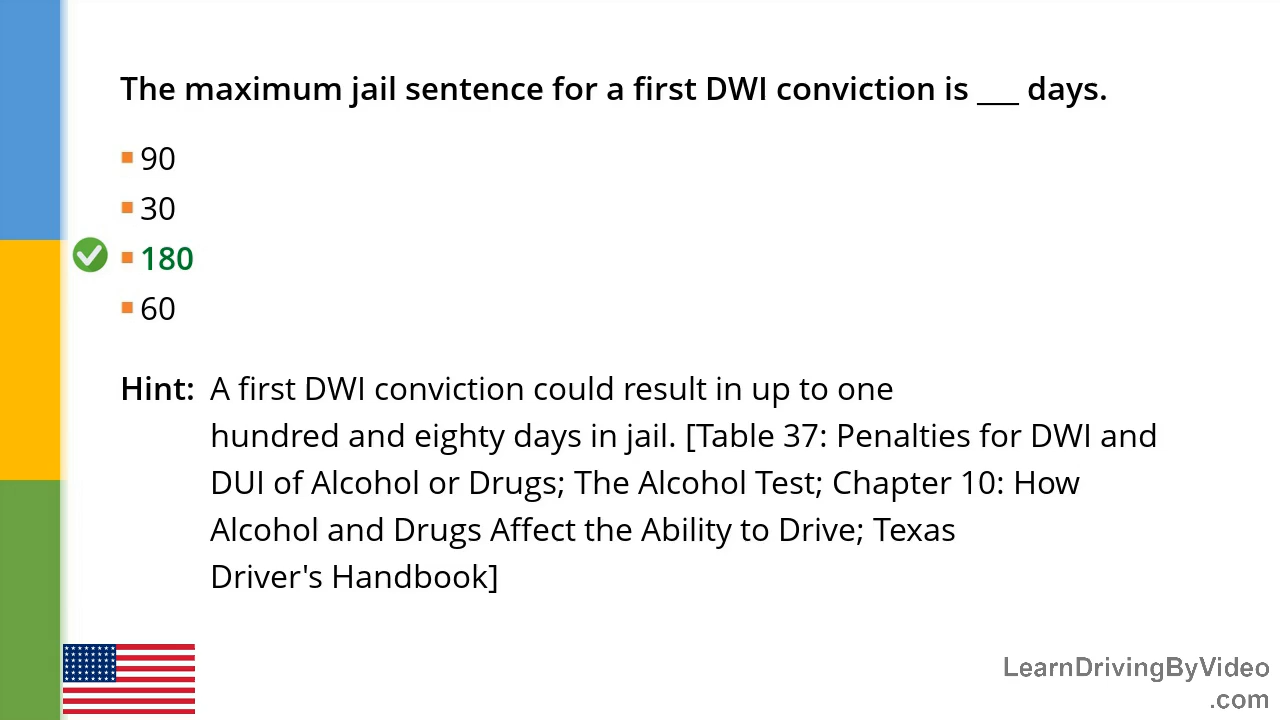 The maximum jail sentence for a first DWI conviction is ___ days.
90
30
180
60
Hint: A first DWI conviction could result in up to one
hundred and eighty days in jail. [Table 37: Penalties for DWI and
DUI of Alcohol or Drugs; The Alcohol Test; Chapter 10: How
Alcohol and Drugs Affect the Ability to Drive; Texas
Driver's Handbook]
LearnDrivingByVideo
.com